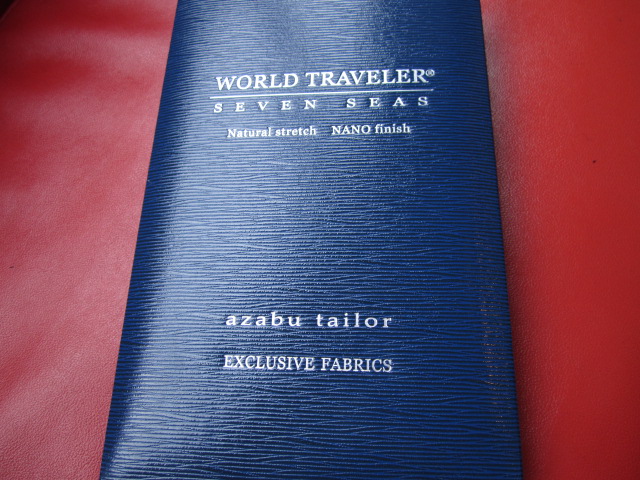 WORLD TRAVELER®
SEVEN SEAS
Natural stretch NANO finish
azabu tailor
EXCLUSIVE FABRICS